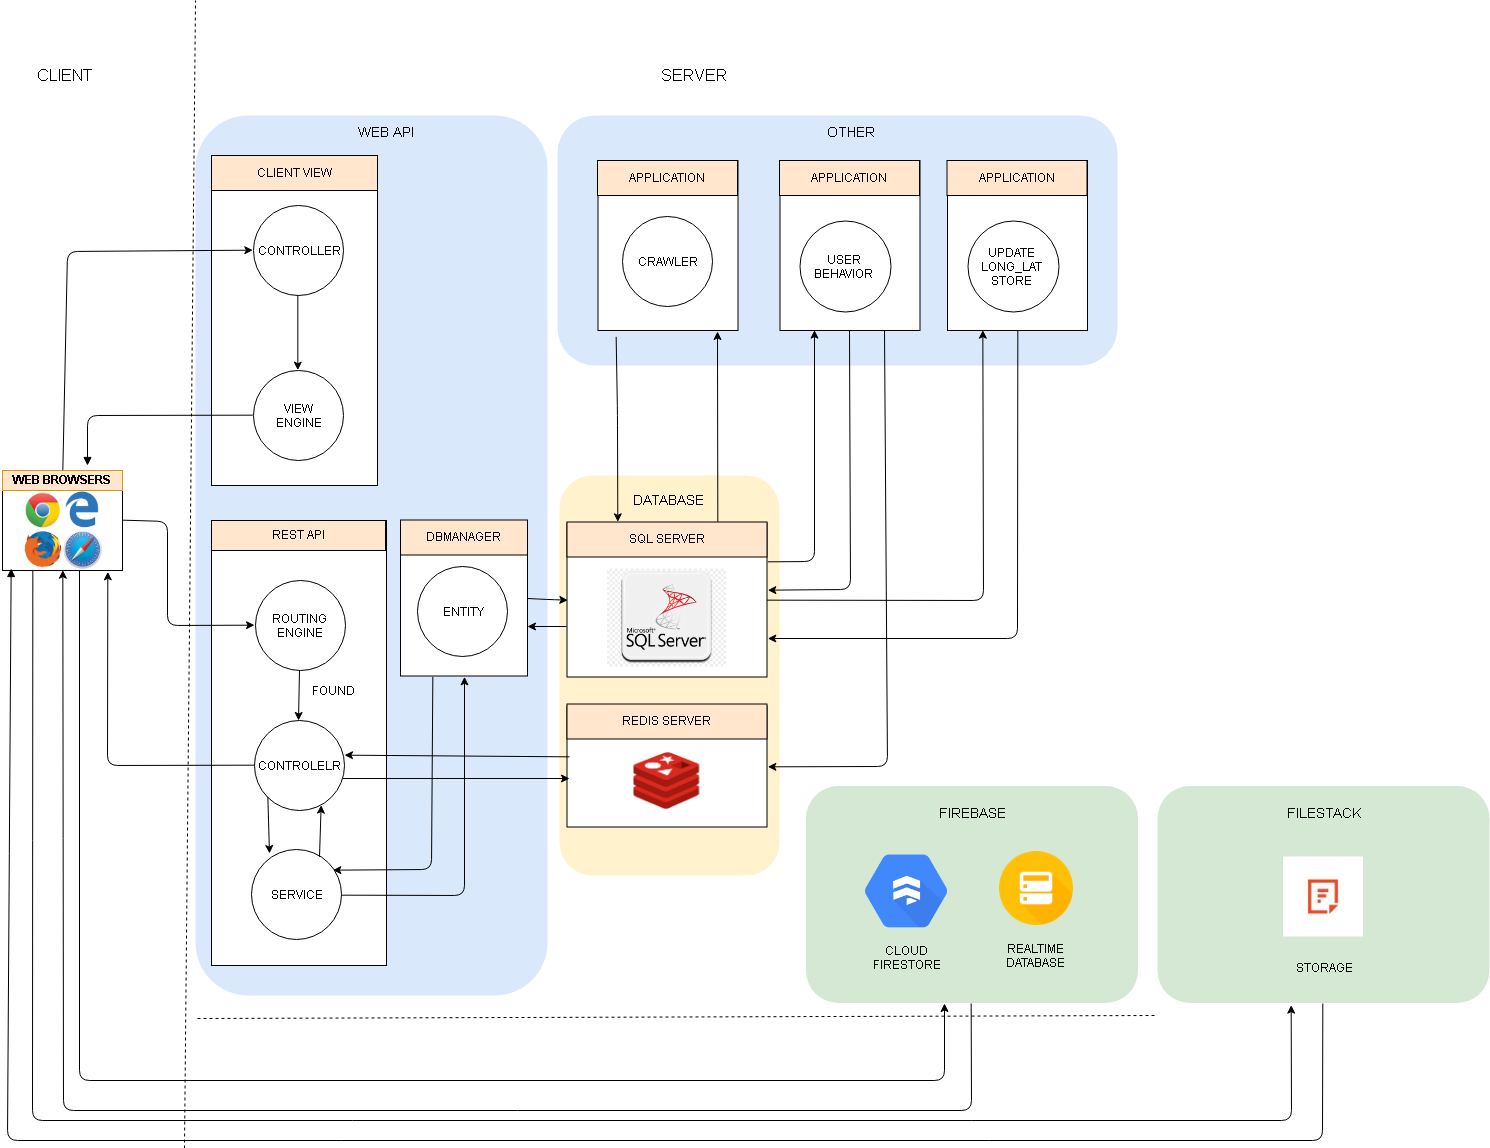 CLIENT
SERVER
WEB API
OTHER
CLIENT VIEW
CONTROLLER
VIEW
ENGINE
APPLICATION
CRAWLER
APPLICATION
USER
BEHAVIOR
APPLICATION
UPDATE
LONG_LAT
STORE
WEB BROWSERS
REST API
ROUTING
ENGINE
FOUND
CONTROLELR
SERVICE
DBMANAGER
ENTITY
DATABASE
SQL SERVER
Microsoft®
SQL Server
REDIS SERVER
FIREBASE
CLOUD
FIRESTORE
REALTIME
DATABASE
FILESTACK
STORAGE